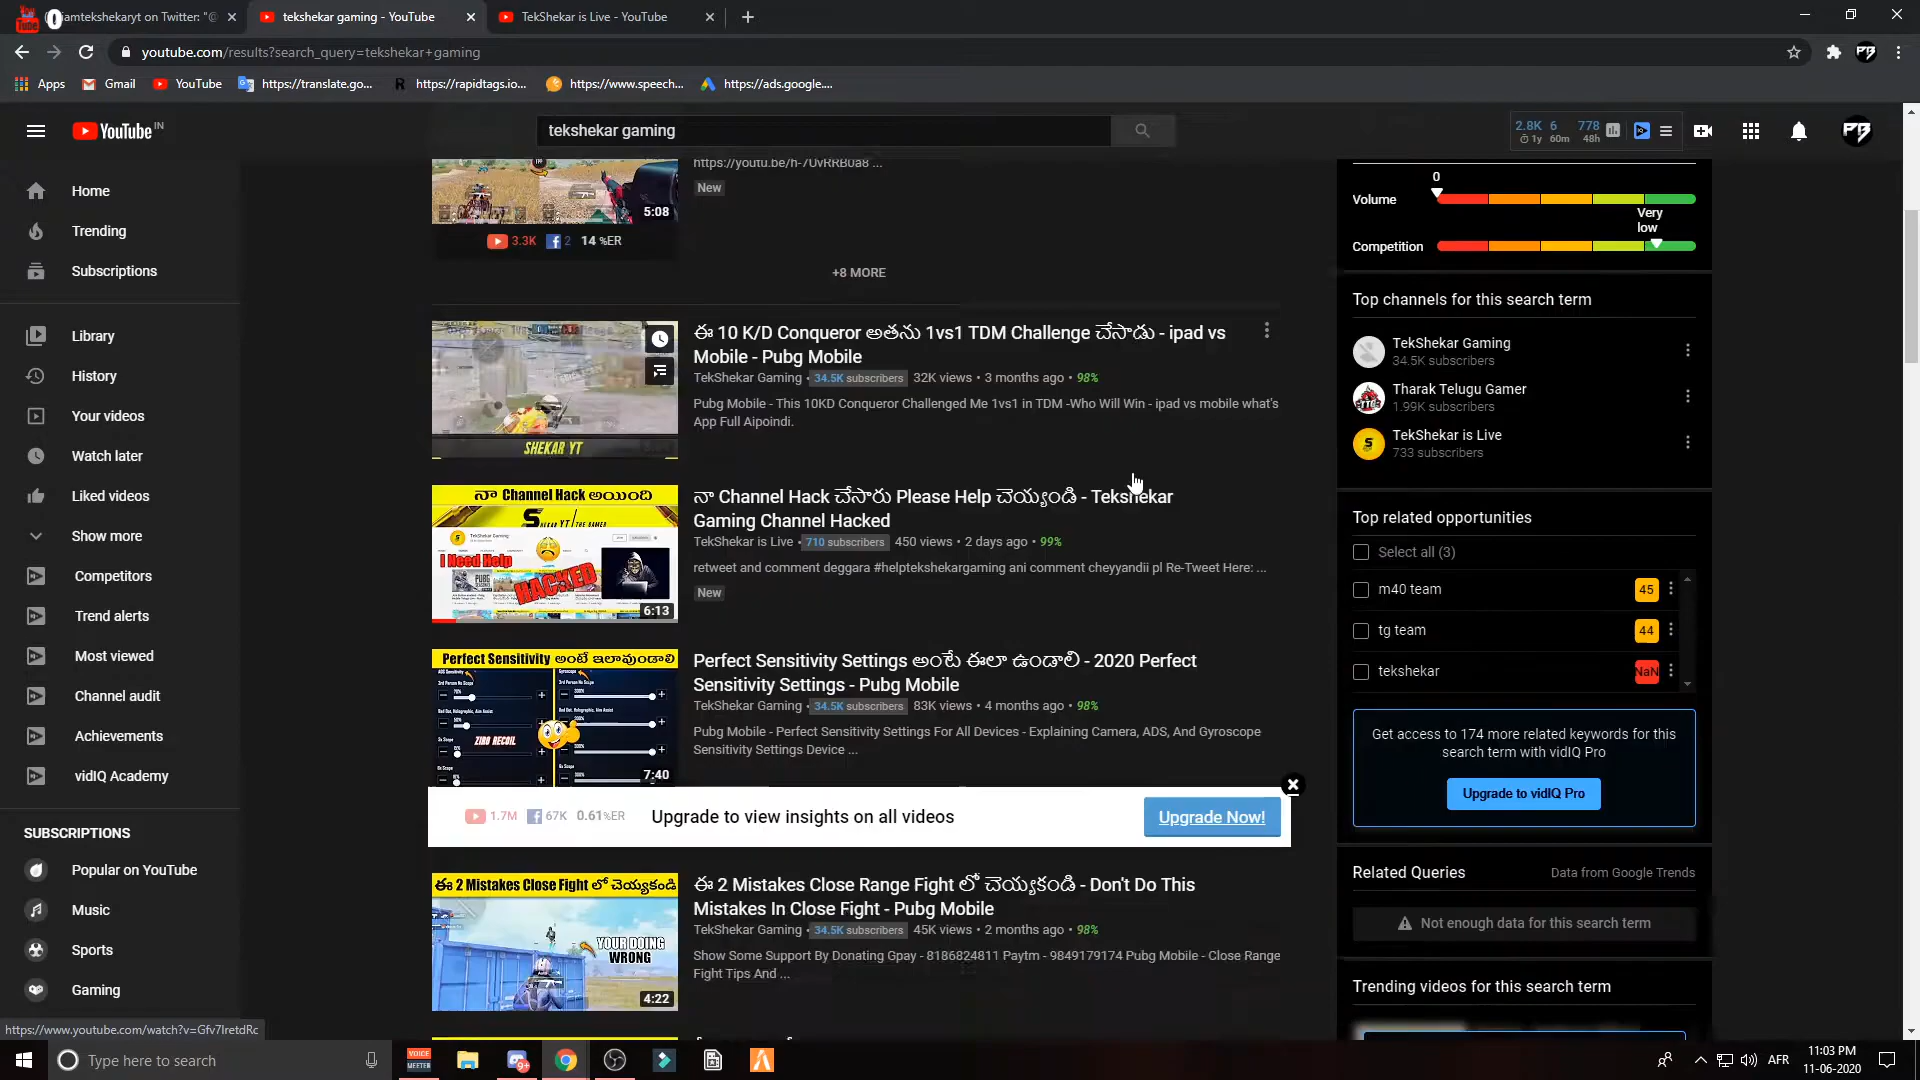 iamtekshekaryt on Twitter: "@
tekshekar gaming - YouTube
TekShekar is Live - YouTube
youtube.com/results?search_query=tekshekar+gaming
Apps
Gmail
YouTube
https://translate.go...
https://rapidtags.io...
https://www.speech...
https://ads.google....
YouTube IN
tekshekar gaming
2.8K 6 778
1y 60m 48h
Home
Trending
Subscriptions
Library
History
Your videos
Watch later
Liked videos
Show more
Competitors
Trend alerts
Most viewed
Channel audit
Achievements
vidIQ Academy
SUBSCRIPTIONS
Popular on YouTube
Music
Sports
Gaming
https://www.youtube.com/watch?v=Gfv7lretdRc
https://youtu.be/h-7UvRRB0a8 ...
New
5:08
3.3K 2 14 %ER
+8 MORE
SHEKAR YT
ఈ 10 K/D Conqueror అతను 1vs1 TDM Challenge చేసాడు - ipad vs
Mobile - Pubg Mobile
TekShekar Gaming • 34.5K subscribers 32K views • 3 months ago • 98%
Pubg Mobile - This 10KD Conqueror Challenged Me 1vs1 in TDM -Who Will Win - ipad vs mobile what's
App Full Aipoindi.
నా Channel Hack అయింది
SHEKAR YT / THE GAMER
TekShekar Gaming
I Need Help
HACKED
6:13
నా Channel Hack చేసారు Please Help చెయ్యండి - Tekshekar
Gaming Channel Hacked
TekShekar is Live • 710 subscribers 450 views • 2 days ago • 99%
retweet and comment deggara #helptekshekargaming ani comment cheyyandii pl Re-Tweet Here: ...
New
Perfect Sensitivity అంటే ఇలావుండాలి
ZIRO RECOIL
7:40
Perfect Sensitivity Settings అంటే ఈలా ఉండాలి - 2020 Perfect
Sensitivity Settings - Pubg Mobile
TekShekar Gaming • 34.5K subscribers 83K views • 4 months ago • 98%
Pubg Mobile - Perfect Sensitivity Settings For All Devices - Explaining Camera, ADS, And Gyroscope
Sensitivity Settings Device ...
1.7M 67K 0.61%ER
Upgrade to view insights on all videos
Upgrade Now!
ఈ 2 Mistakes Close Fight లో చెయ్యకండి
YOUR DOING
WRONG
4:22
ఈ 2 Mistakes Close Range Fight లో చెయ్యకండి - Don't Do This
Mistakes In Close Fight - Pubg Mobile
TekShekar Gaming • 34.5K subscribers 45K views • 2 months ago • 98%
Show Some Support By Donating Gpay - 8186824811 Paytm - 9849179174 Pubg Mobile - Close Range
Fight Tips And ...
0
Volume
Very
low
Competition
Top channels for this search term
TekShekar Gaming
34.5K subscribers
Tharak Telugu Gamer
1.99K subscribers
TekShekar is Live
733 subscribers
Top related opportunities
Select all (3)
m40 team 45
tg team 44
tekshekar NaN
Get access to 174 more related keywords for this
search term with vidIQ Pro
Upgrade to vidIQ Pro
Related Queries
Data from Google Trends
Not enough data for this search term
Trending videos for this search term
Type here to search
VOICE
MEETER
9+
AFR
11:03 PM
11-06-2020